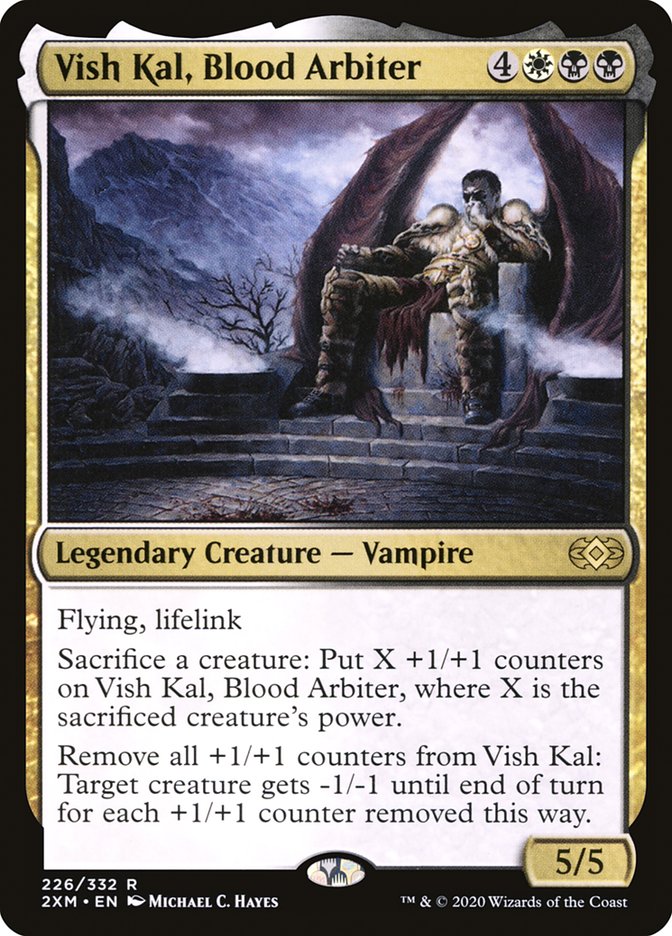 Vish Kal, Blood Arbiter 4
Legendary Creature — Vampire
Flying, lifelink
Sacrifice a creature: Put X +1/+1 counters
on Vish Kal, Blood Arbiter, where X is the
sacrificed creature's power.
Remove all +1/+1 counters from Vish Kal:
Target creature gets -1/-1 until end of turn
for each +1/+1 counter removed this way.
5/5
226/332 R
2XM • EN Michael C. Hayes
™ & © 2020 Wizards of the Coast